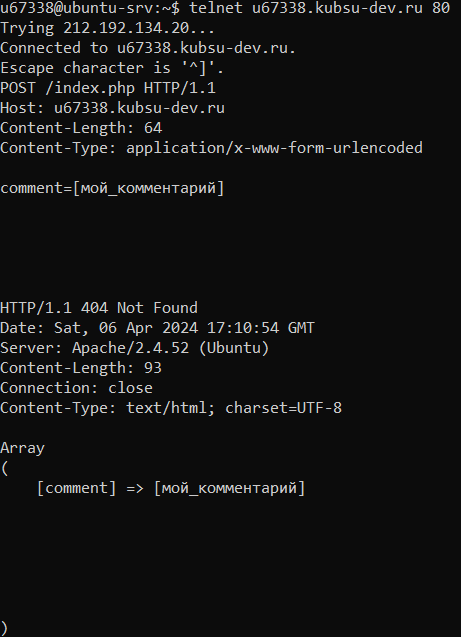 u67338@ubuntu-srv:~$ telnet u67338.kubsu-dev.ru 80
Trying 212.192.134.20...
Connected to u67338.kubsu-dev.ru.
Escape character is '^]'.
POST /index.php HTTP/1.1
Host: u67338.kubsu-dev.ru
Content-Length: 64
Content-Type: application/x-www-form-urlencoded
comment=[мой_комментарий]
HTTP/1.1 404 Not Found
Date: Sat, 06 Apr 2024 17:10:54 GMT
Server: Apache/2.4.52 (Ubuntu)
Content-Length: 93
Connection: close
Content-Type: text/html; charset=UTF-8
Array
(
[comment] => [мой_комментарий]
)